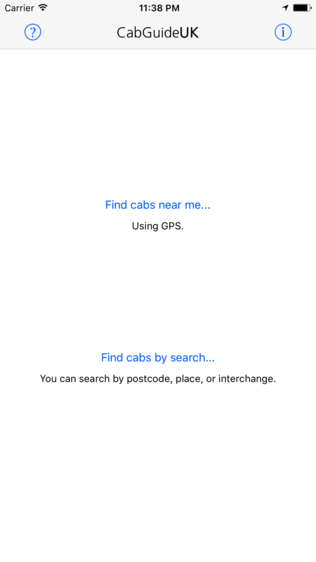 Carrier 11:38 PM
? CabGuideUK i
Find cabs near me...
Using GPS.
Find cabs by search...
You can search by postcode, place, or interchange.